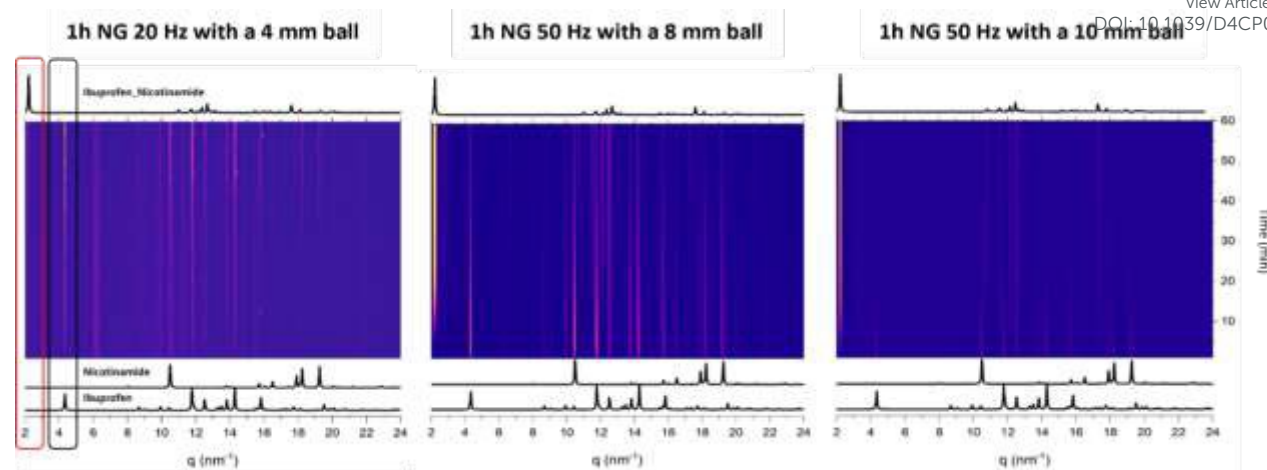 View Article
DOI: 10.1039/D4CP0
1h NG 20 Hz with a 4 mm ball
1h NG 50 Hz with a 8 mm ball
1h NG 50 Hz with a 10 mm ball
Ibuprofen_Nicotinamide
60
50
40
30
20
10
Time (min)
Nicotinamide
Ibuprofen
2 4 6 8 10 12 14 16 18 20 22 24
2 4 6 8 10 12 14 16 18 20 22 24
2 4 6 8 10 12 14 16 18 20 22 24
q (nm⁻¹)
q (nm⁻¹)
q (nm⁻¹)